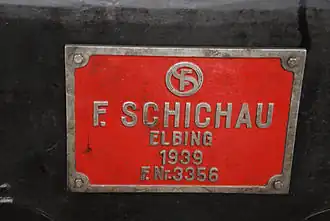 F. SCHICHAU
ELBING
1939
F. Nr. 3356